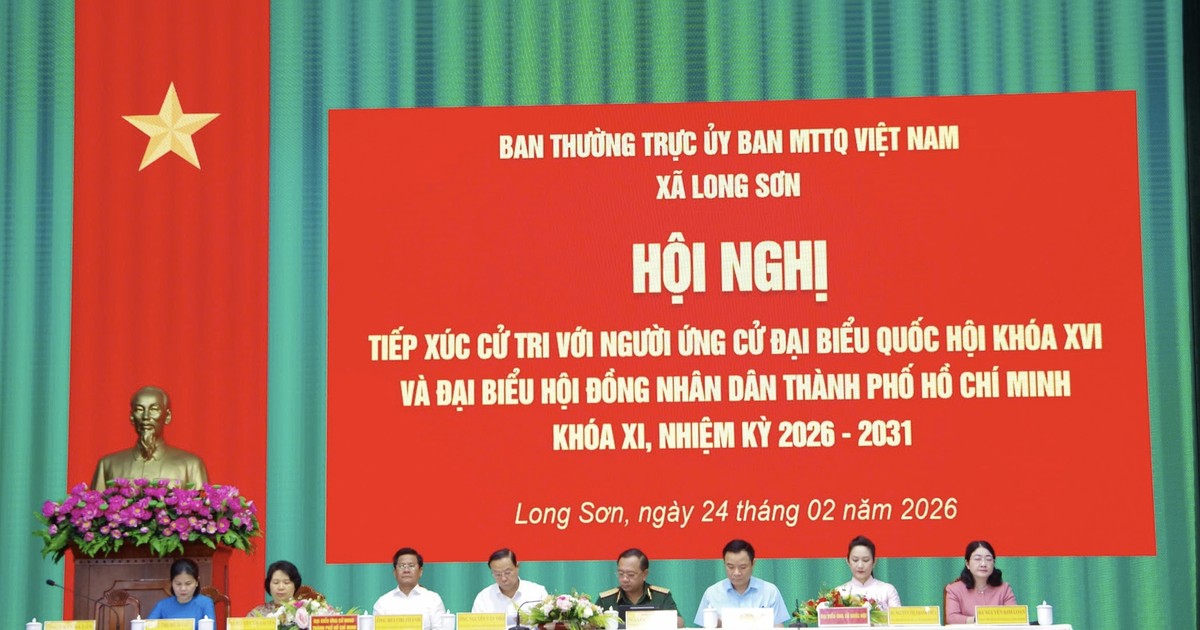 BAN THƯỜNG TRỰC ỦY BAN MTTQ VIỆT NAM
XÃ LONG SƠN
HỘI NGHỊ
TIẾP XÚC CỬ TRI VỚI NGƯỜI ỨNG CỬ ĐẠI BIỂU QUỐC HỘI KHÓA XVI
VÀ ĐẠI BIỂU HỘI ĐỒNG NHÂN DÂN THÀNH PHỐ HỒ CHÍ MINH
KHÓA XI, NHIỆM KỲ 2026 - 2031
Long Sơn, ngày 24 tháng 02 năm 2026